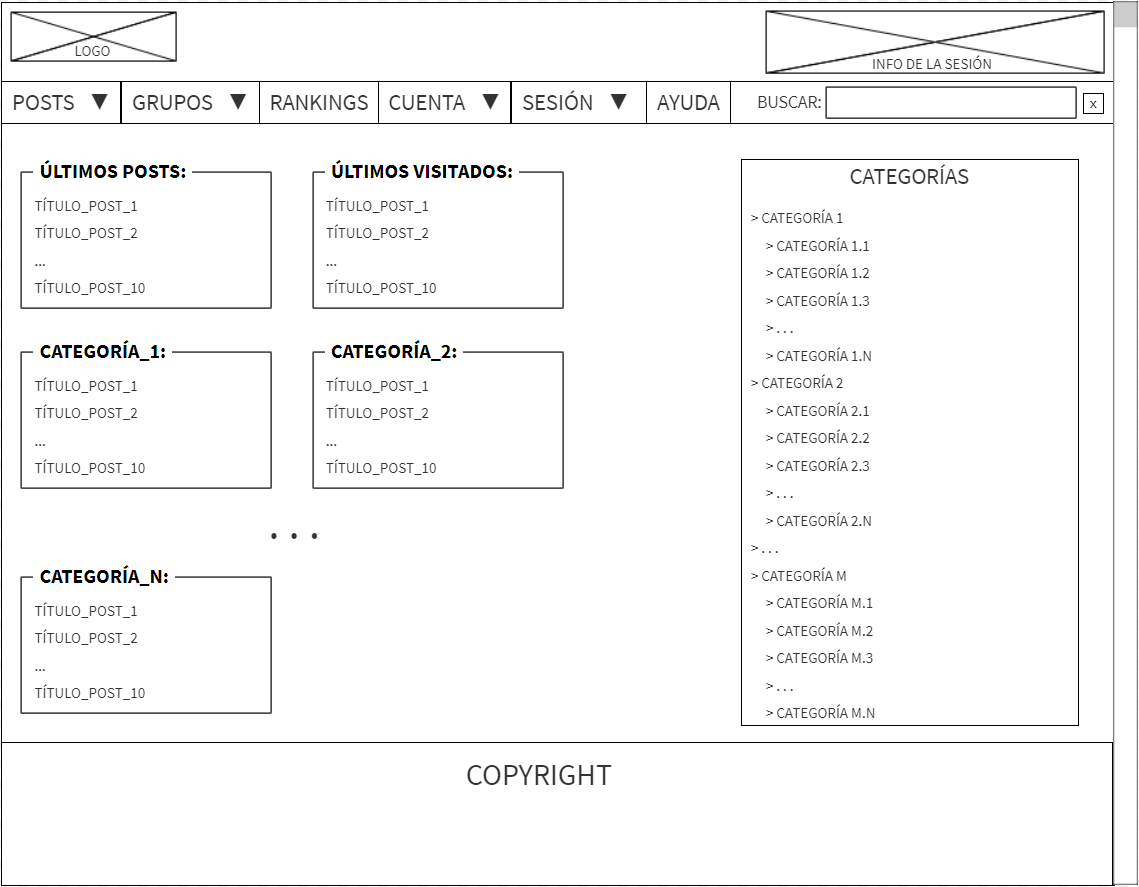 LOGO
INFO DE LA SESIÓN
POSTS ▼ GRUPOS ▼ RANKINGS CUENTA ▼ SESIÓN ▼ AYUDA BUSCAR: x
ÚLTIMOS POSTS:
TÍTULO_POST_1
TÍTULO_POST_2
...
TÍTULO_POST_10
ÚLTIMOS VISITADOS:
TÍTULO_POST_1
TÍTULO_POST_2
...
TÍTULO_POST_10
CATEGORÍA_1:
TÍTULO_POST_1
TÍTULO_POST_2
...
TÍTULO_POST_10
CATEGORÍA_2:
TÍTULO_POST_1
TÍTULO_POST_2
...
TÍTULO_POST_10
. . .
CATEGORÍA_N:
TÍTULO_POST_1
TÍTULO_POST_2
...
TÍTULO_POST_10
CATEGORÍAS
> CATEGORÍA 1
> CATEGORÍA 1.1
> CATEGORÍA 1.2
> CATEGORÍA 1.3
> . . .
> CATEGORÍA 1.N
> CATEGORÍA 2
> CATEGORÍA 2.1
> CATEGORÍA 2.2
> CATEGORÍA 2.3
> . . .
> CATEGORÍA 2.N
> . . .
> CATEGORÍA M
> CATEGORÍA M.1
> CATEGORÍA M.2
> CATEGORÍA M.3
> . . .
> CATEGORÍA M.N
COPYRIGHT